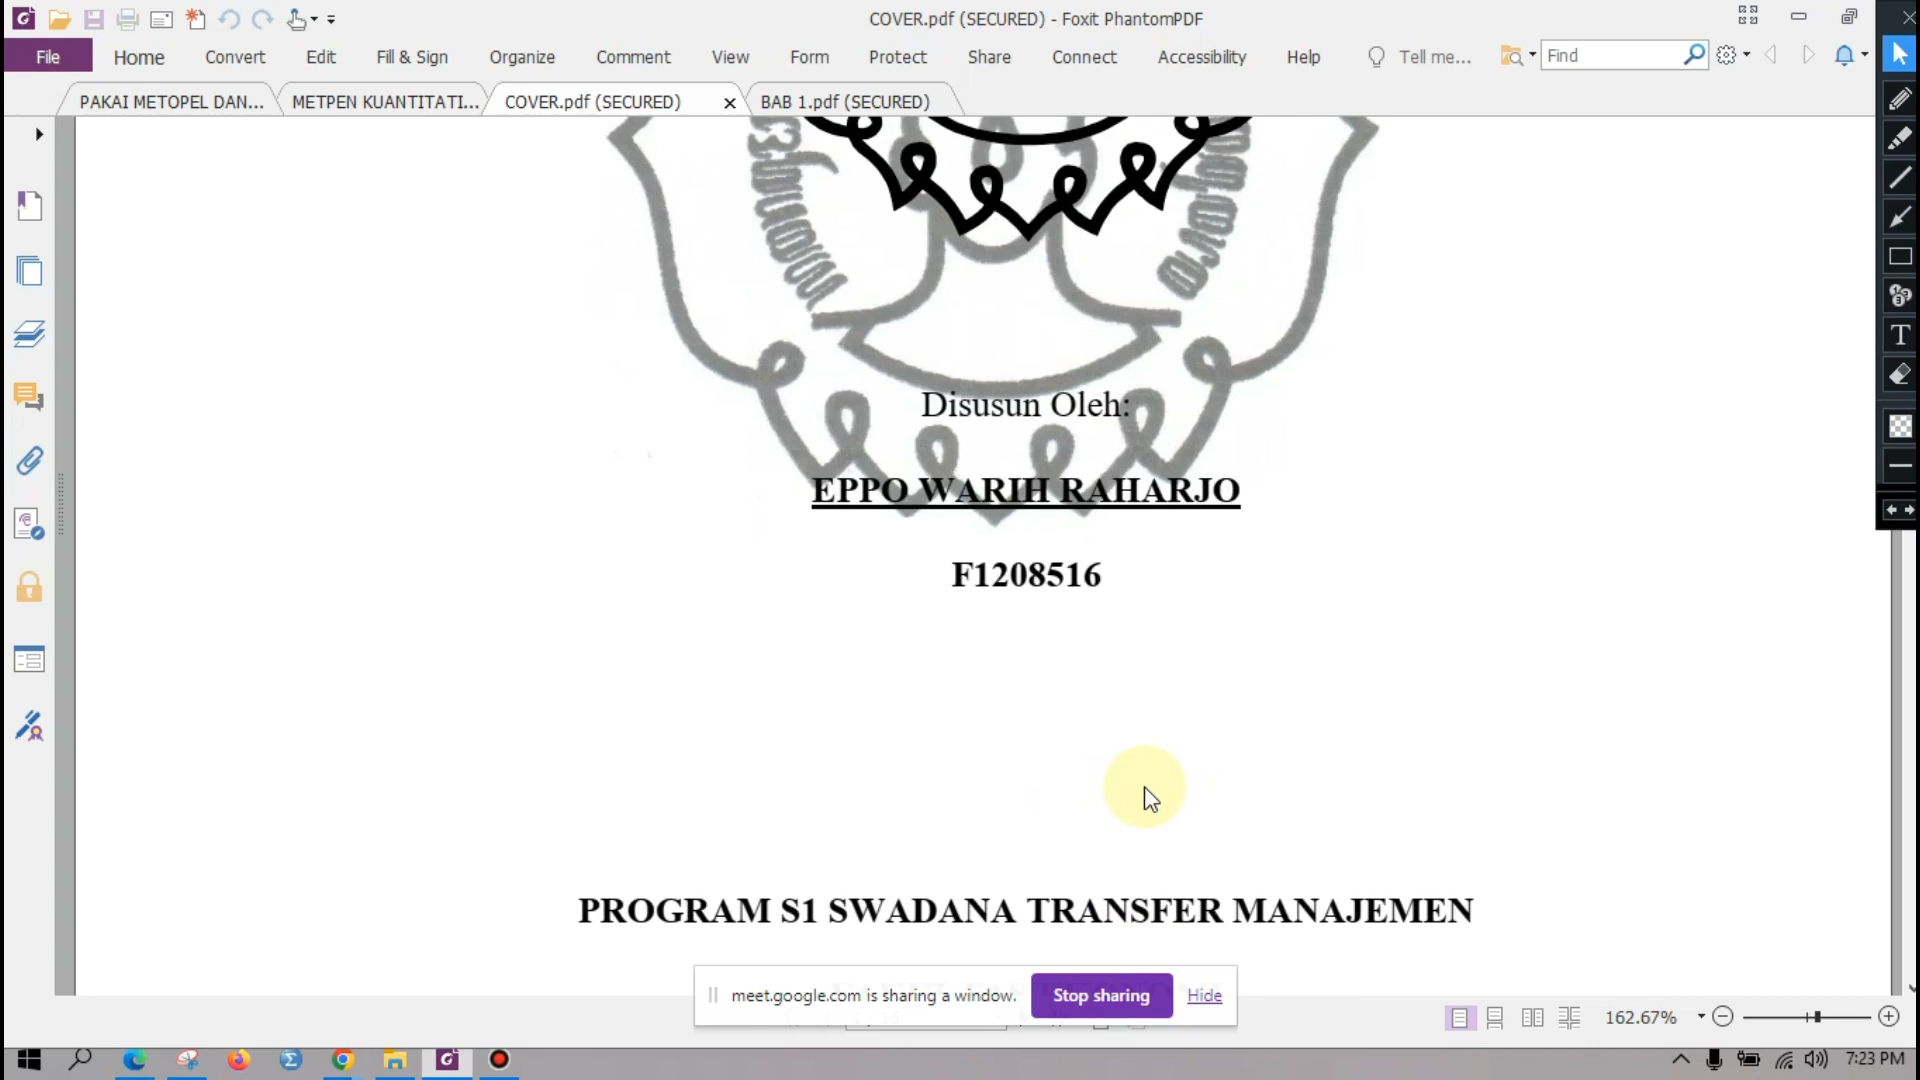 COVER.pdf (SECURED) - Foxit PhantomPDF
File Home Convert Edit Fill & Sign Organize Comment View Form Protect Share Connect Accessibility Help Tell me... Find
PAKAI METOPEL DAN... METPEN KUANTITATI... COVER.pdf (SECURED) BAB 1.pdf (SECURED)
Disusun Oleh:
EPPO WARIH RAHARJO
F1208516
PROGRAM S1 SWADANA TRANSFER MANAJEMEN
meet.google.com is sharing a window. Stop sharing Hide
162.67%
7:23 PM